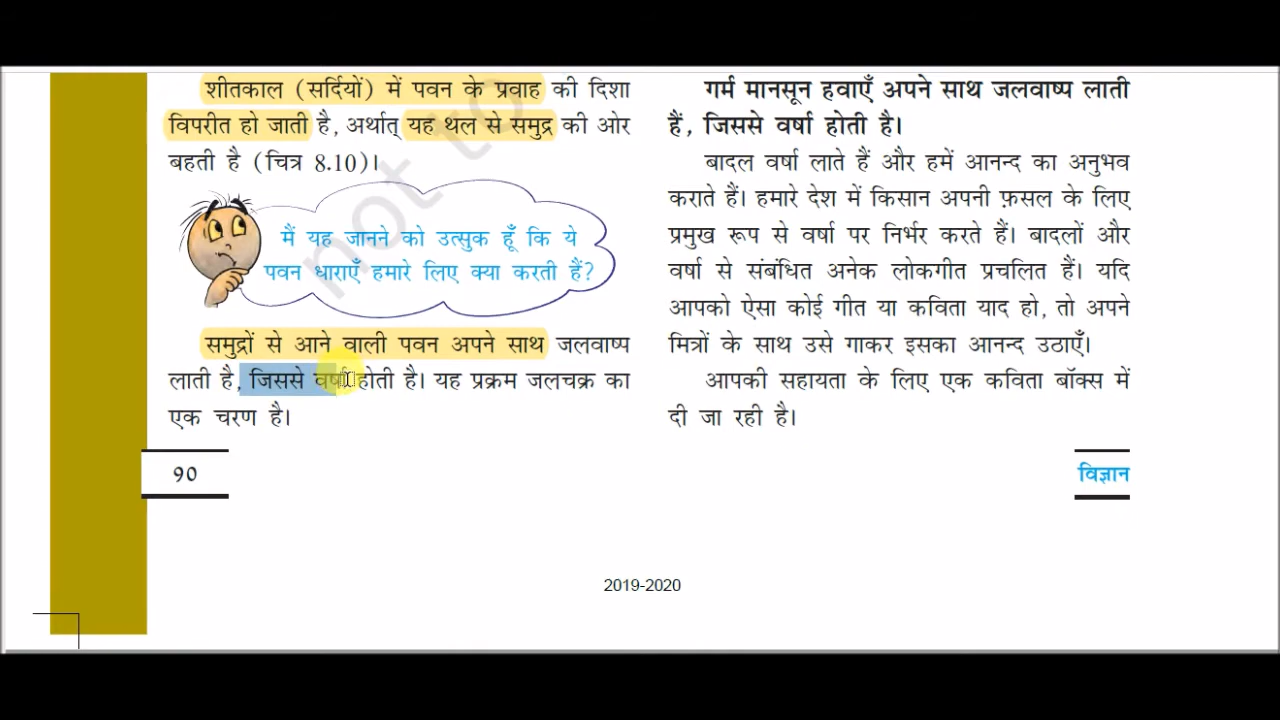 शीतकाल (सर्दियों) में पवन के प्रवाह की दिशा
विपरीत हो जाती है, अर्थात् यह थल से समुद्र की ओर
बहती है (चित्र 8.10)।
मैं यह जानने को उत्सुक हूँ कि ये
पवन धाराएँ हमारे लिए क्या करती हैं?
समुद्रों से आने वाली पवन अपने साथ जलवाष्प
लाती है, जिससे वर्षा होती है। यह प्रक्रम जलचक्र का
एक चरण है।
गर्म मानसून हवाएँ अपने साथ जलवाष्प लाती
हैं, जिससे वर्षा होती है।
बादल वर्षा लाते हैं और हमें आनन्द का अनुभव
कराते हैं। हमारे देश में किसान अपनी फ़सल के लिए
प्रमुख रूप से वर्षा पर निर्भर करते हैं। बादलों और
वर्षा से संबंधित अनेक लोकगीत प्रचलित हैं। यदि
आपको ऐसा कोई गीत या कविता याद हो, तो अपने
मित्रों के साथ उसे गाकर इसका आनन्द उठाएँ।
आपकी सहायता के लिए एक कविता बॉक्स में
दी जा रही है।
९०
विज्ञान
2019-2020
not to